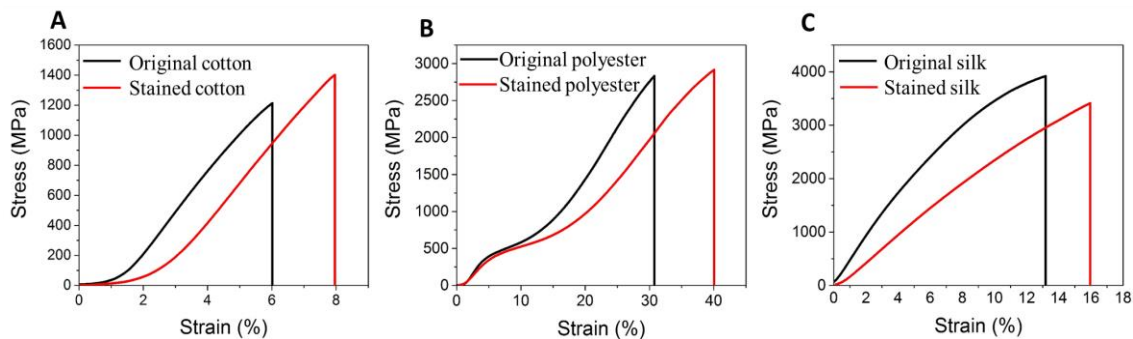 A
1600
1400
1200
1000
800
600
400
200
0
Stress (MPa)
Original cotton
Stained cotton
0 2 4 6 8
Strain (%)
B
3000
2500
2000
1500
1000
500
0
Stress (MPa)
Original polyester
Stained polyester
0 10 20 30 40
Strain (%)
C
4000
3000
2000
1000
0
Stress (MPa)
Original silk
Stained silk
0 2 4 6 8 10 12 14 16 18
Strain (%)